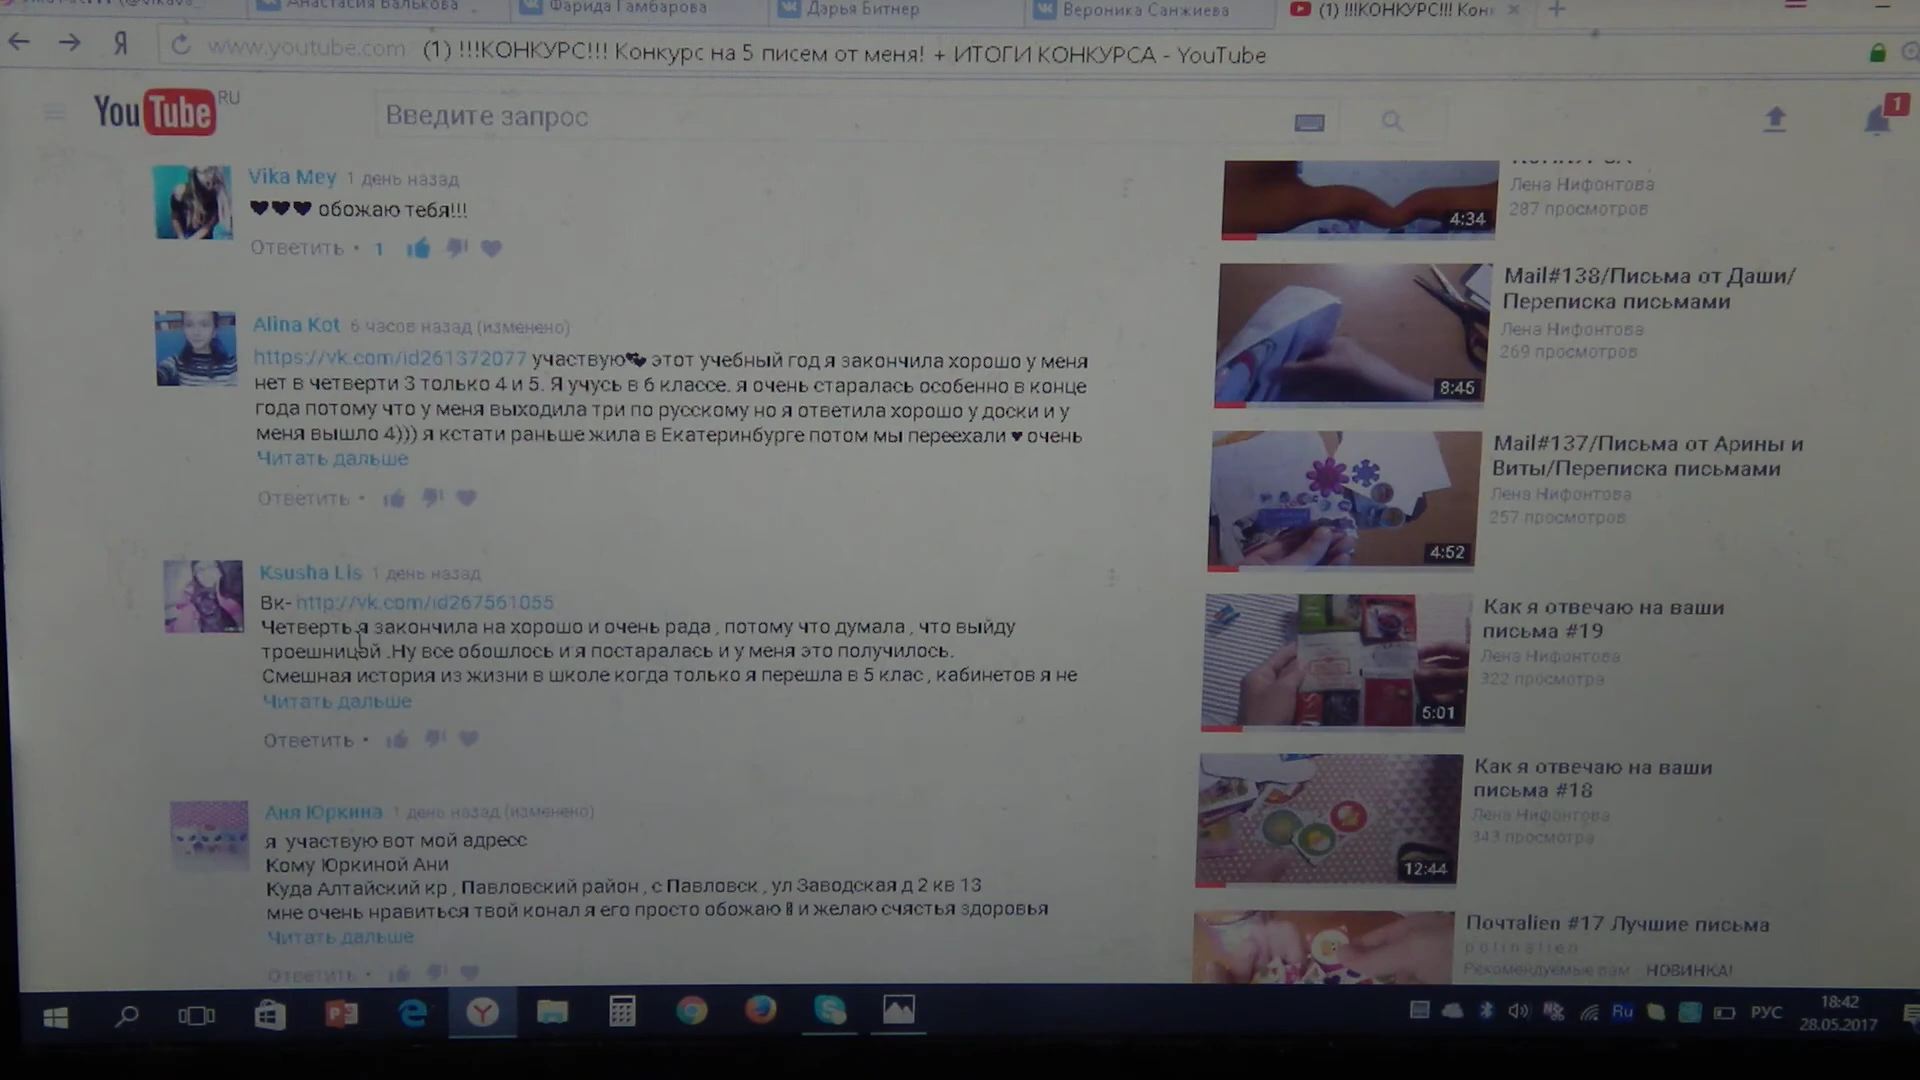 Анастасия Валькова
Фарида Гамбарова
Дарья Битнер
Вероника Санжиева
(1) !!!КОНКУРС!!! Конк
Я
www.youtube.com (1) !!!КОНКУРС!!! Конкурс на 5 писем от меня! + ИТОГИ КОНКУРСА - YouTube
YouTube RU
Введите запрос
1
Vika Mey 1 день назад
♥♥♥ обожаю тебя!!!
Ответить • 1
Alina Kot 6 часов назад (изменено)
https://vk.com/id261372077 участвую этот учебный год я закончила хорошо у меня
нет в четверти 3 только 4 и 5. Я учусь в 6 классе. я очень старалась особенно в конце
года потому что у меня выходила три по русскому но я ответила хорошо у доски и у
меня вышло 4))) я кстати раньше жила в Екатеринбурге потом мы переехали ♥ очень
Читать дальше
Ответить •
Ksusha Lis 1 день назад
Вк- http://vk.com/id267561055
Четверть я закончила на хорошо и очень рада , потому что думала , что выйду
троешницой .Ну все обошлось и я постаралась и у меня это получилось.
Смешная история из жизни в школе когда только я перешла в 5 клас , кабинетов я не
Читать дальше
Ответить •
Аня Юркина 1 день назад (изменено)
я участвую вот мой адресс
Кому Юркиной Ани
Куда Алтайский кр , Павловский район , с Павловск , ул Заводская д 2 кв 13
мне очень нравиться твой конал я его просто обожаю и желаю счястья здоровья
Читать дальше
Ответить •
Лена Нифонтова
287 просмотров
4:34
Mail#138/Письма от Даши/
Переписка письмами
Лена Нифонтова
269 просмотров
8:45
Mail#137/Письма от Арины и
Виты/Переписка письмами
Лена Нифонтова
257 просмотров
4:52
Как я отвечаю на ваши
письма #19
Лена Нифонтова
322 просмотра
5:01
Как я отвечаю на ваши
письма #18
Лена Нифонтова
343 просмотра
12:44
Почтalien #17 Лучшие письма
polinalien
Рекомендуемые вам НОВИНКА!
Ru
РУС
18:42
28.05.2017